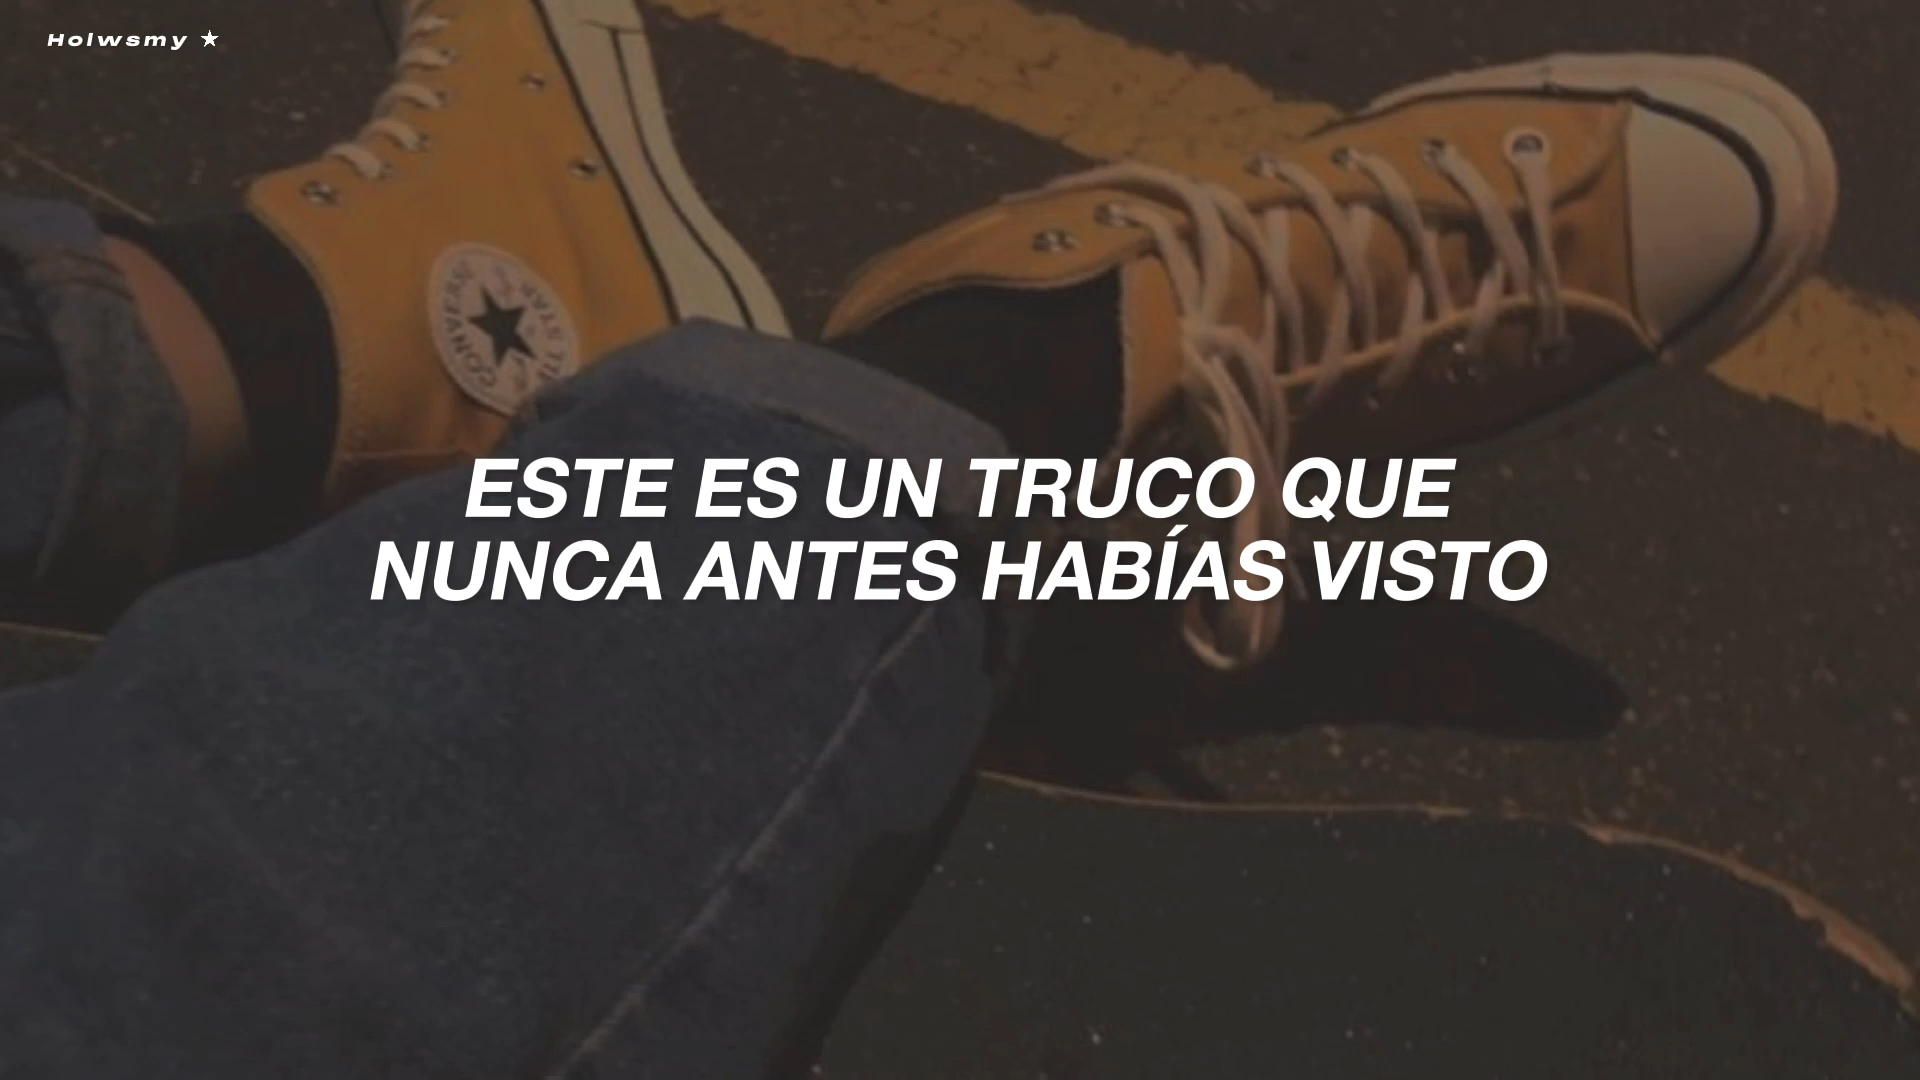 Holwsmy ★
CONVERSE
ALL STAR
ESTE ES UN TRUCO QUE
NUNCA ANTES HABÍAS VISTO